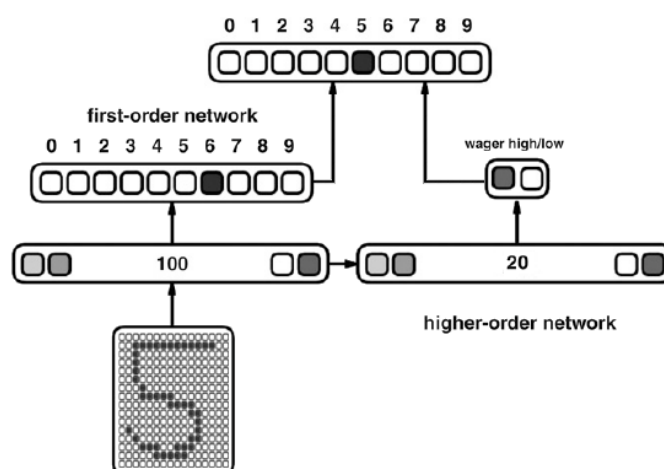 0 1 2 3 4 5 6 7 8 9
first-order network
0 1 2 3 4 5 6 7 8 9
wager high/low
100
20
higher-order network